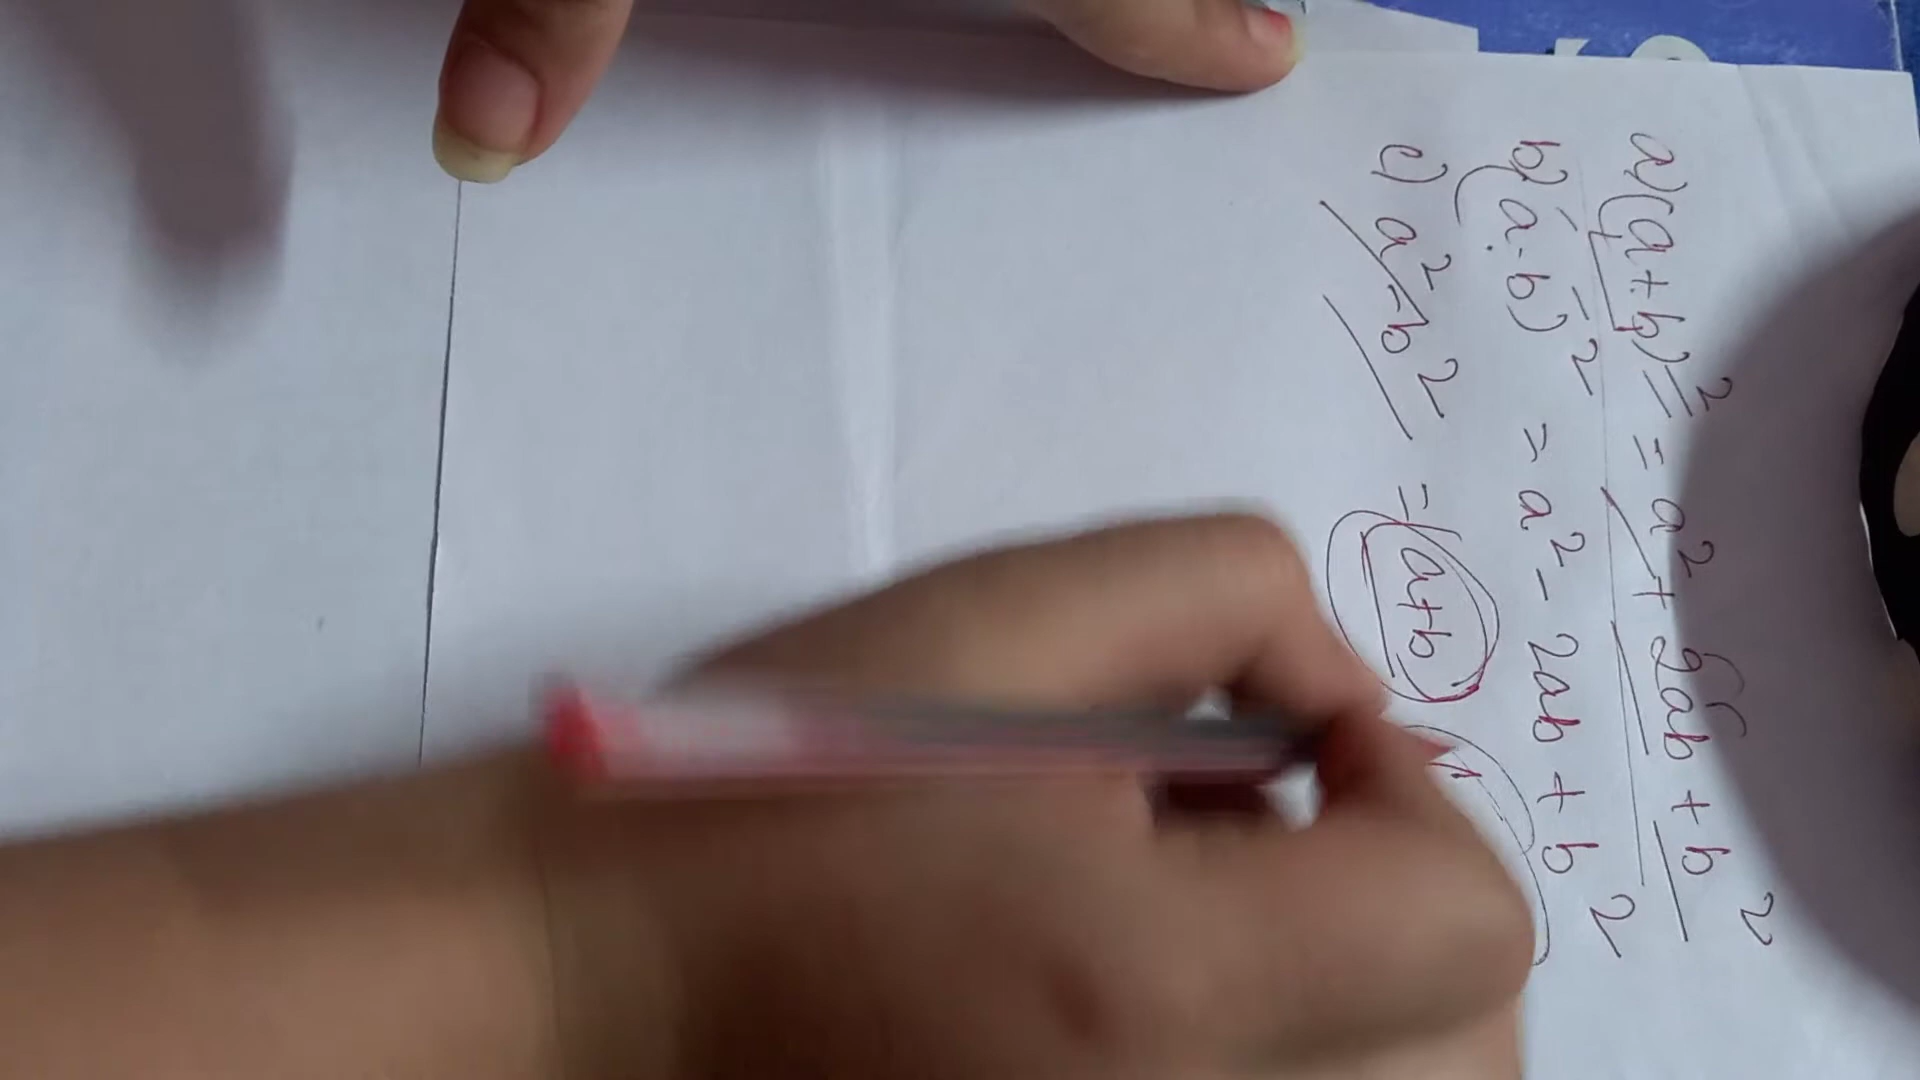 a) (a+b)² = a² + 2ab + b²
b) (a-b)² = a² - 2ab + b²
c) a² - b² = (a+b)